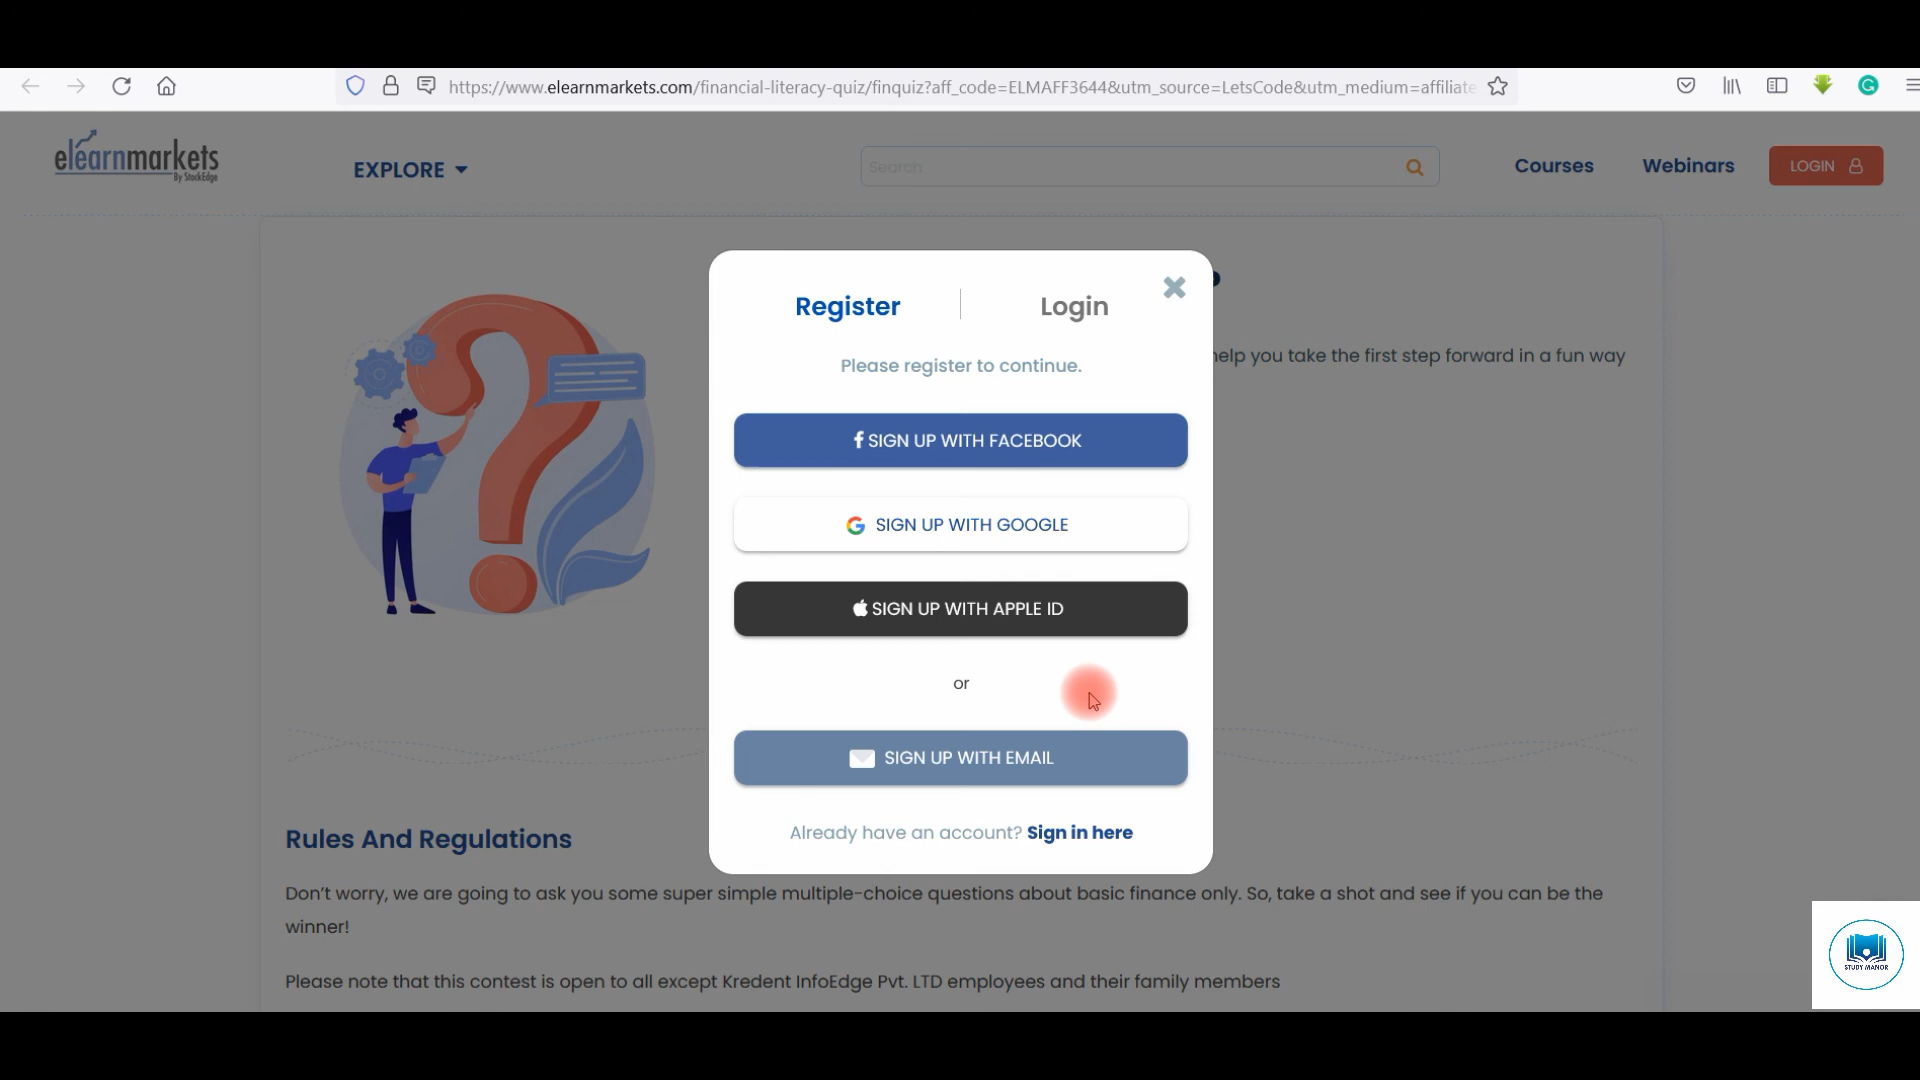 https://www.elearnmarkets.com/financial-literacy-quiz/finquiz?aff_code=ELMAFF3644&utm_source=LetsCode&utm_medium=affiliate
elearnmarkets
By StockEdge
EXPLORE
Search
Courses
Webinars
LOGIN
Register
Login
Please register to continue.
help you take the first step forward in a fun way
f SIGN UP WITH FACEBOOK
G SIGN UP WITH GOOGLE
SIGN UP WITH APPLE ID
or
SIGN UP WITH EMAIL
Already have an account? Sign in here
Rules And Regulations
Don't worry, we are going to ask you some super simple multiple-choice questions about basic finance only. So, take a shot and see if you can be the
winner!
Please note that this contest is open to all except Kredent InfoEdge Pvt. LTD employees and their family members
STUDY MANOR